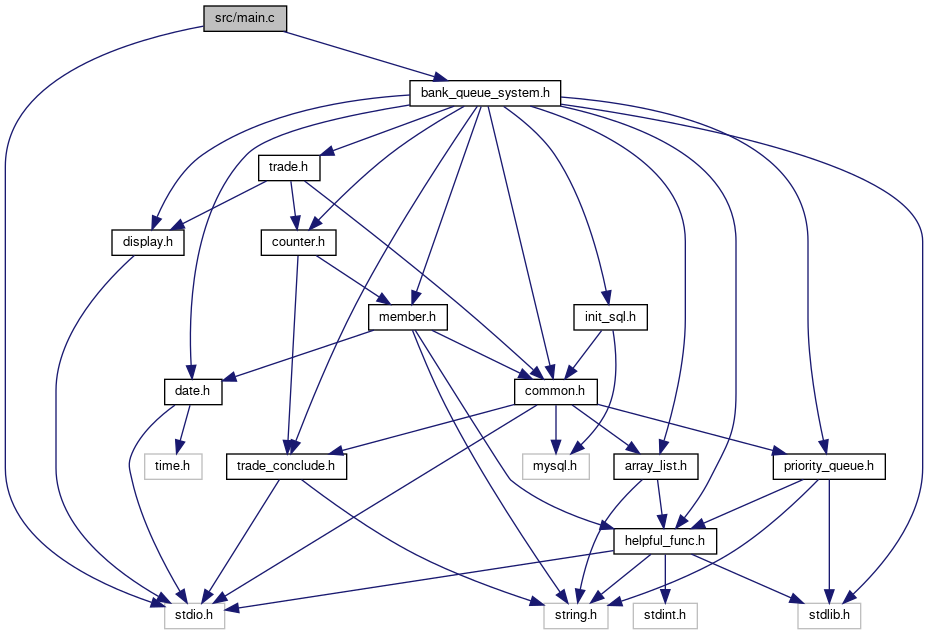 src/main.c
bank_queue_system.h
trade.h
display.h
counter.h
member.h
init_sql.h
date.h
common.h
time.h
trade_conclude.h
mysql.h
array_list.h
priority_queue.h
helpful_func.h
stdio.h
string.h
stdint.h
stdlib.h